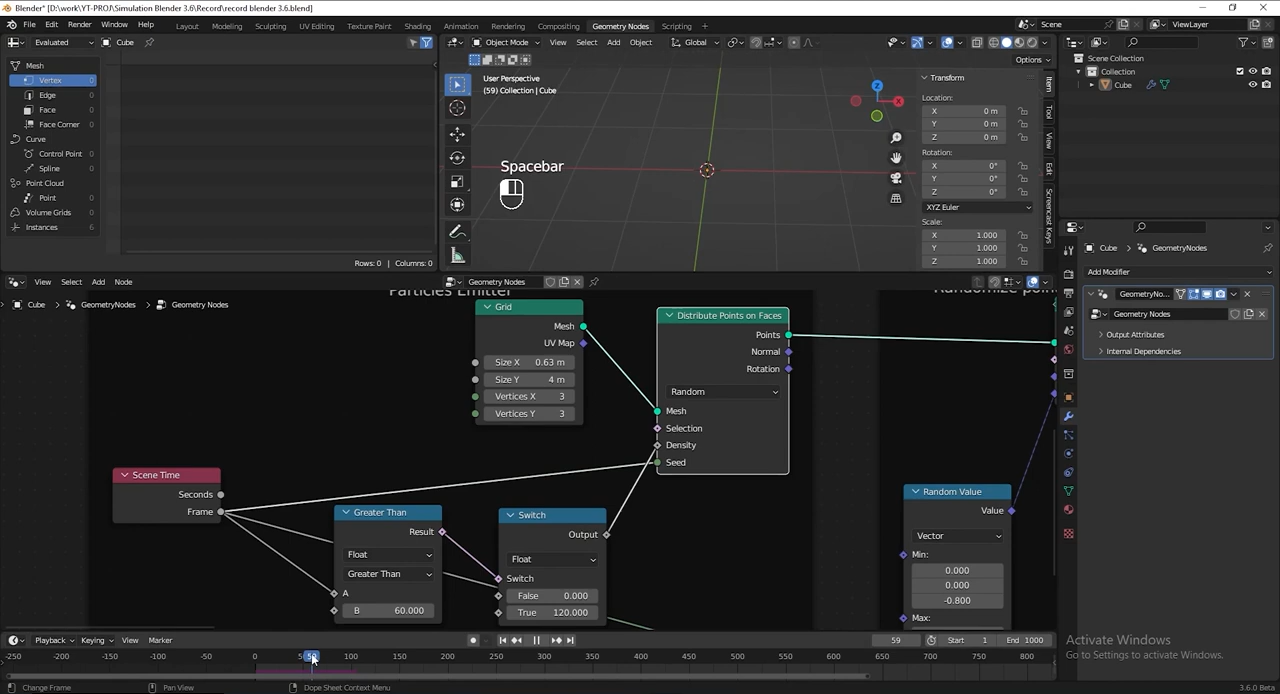 Blender* [D:\work\YT-PROJ\Simulation Blender 3.6\Record\record blender 3.6.blend]
File Edit Render Window Help Layout Modeling Sculpting UV Editing Texture Paint Shading Animation Rendering Compositing Geometry Nodes Scripting + Scene ViewLayer
Evaluated Cube
Object Mode View Select Add Object Global
Options
Mesh
Vertex 0
Edge 0
Face 0
Face Corner 0
Curve
Control Point 0
Spline 0
Point Cloud
Point 0
Volume Grids 0
Instances 6
Rows: 0 | Columns: 0
User Perspective
(59) Collection | Cube
Spacebar
Transform
Location:
X 0 m
Y 0 m
Z 0 m
Rotation:
X 0°
Y 0°
Z 0°
XYZ Euler
Scale:
X 1.000
Y 1.000
Z 1.000
Item
Tool
View
Edit
Screencast Keys
Scene Collection
Collection
Cube
Cube > GeometryNodes
Add Modifier
GeometryNo...
Geometry Nodes
Output Attributes
Internal Dependencies
View Select Add Node Geometry Nodes
Cube > GeometryNodes > Geometry Nodes
Particles Emitter
Grid
Mesh
UV Map
Size X 0.63 m
Size Y 4 m
Vertices X 3
Vertices Y 3
Distribute Points on Faces
Points
Normal
Rotation
Random
Mesh
Selection
Density
Seed
Scene Time
Seconds
Frame
Greater Than
Result
Float
Greater Than
A
B 60.000
Switch
Output
Float
Switch
False 0.000
True 120.000
Random Value
Value
Vector
Min:
0.000
0.000
-0.800
Max:
Playback Keying View Marker 59 Start 1 End 1000
-250 -200 -150 -100 -50 0 59 100 150 200 250 300 350 400 450 500 550 600 650 700 750 800
Activate Windows
Go to Settings to activate Windows.
Change Frame Pan View Dope Sheet Context Menu 3.6.0 Beta